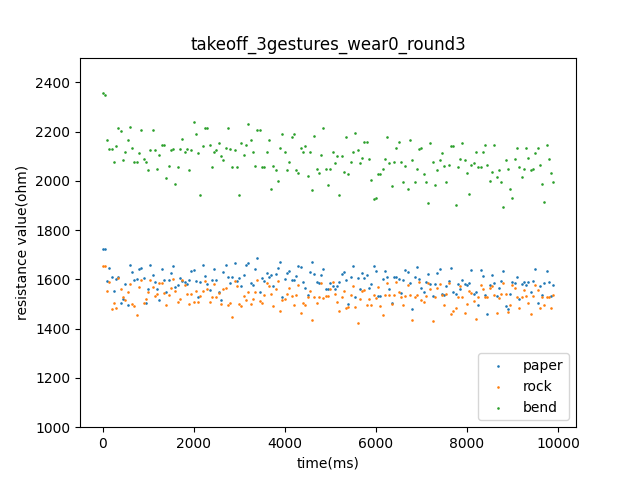 takeoff_3gestures_wear0_round3
resistance value(ohm)
2400
2200
2000
1800
1600
1400
1200
1000
0
2000
4000
6000
8000
10000
time(ms)
paper
rock
bend